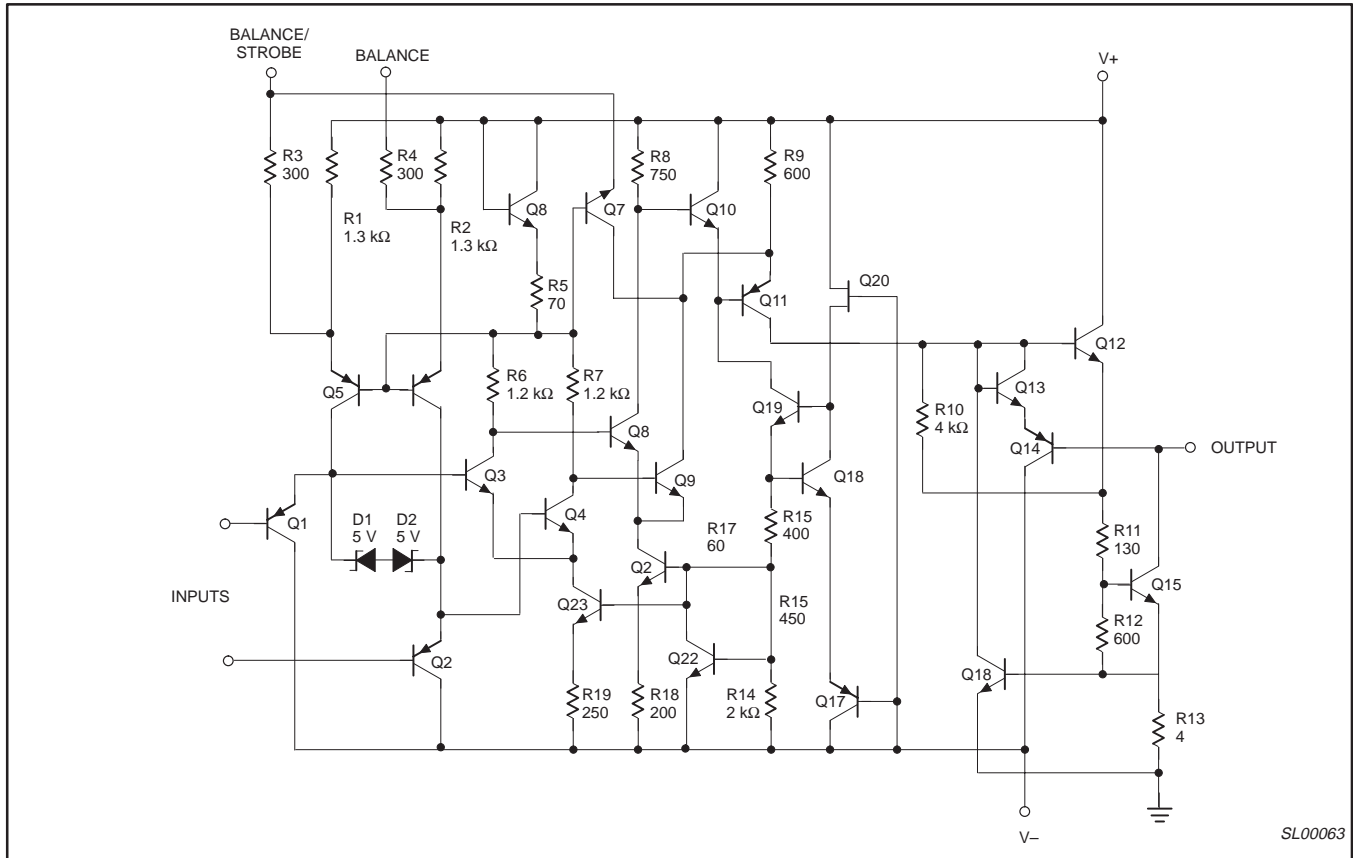 BALANCE/
STROBE
BALANCE
V+
R3
300
R4
300
R8
750
R9
600
R1
1.3 kΩ
R2
1.3 kΩ
Q8
Q7
Q10
R5
70
Q11
Q20
Q5
R6
1.2 kΩ
R7
1.2 kΩ
Q12
Q13
Q8
Q19
R10
4 kΩ
Q14
OUTPUT
Q3
Q9
Q18
Q1
D1
5 V
D2
5 V
Q4
R17
60
R15
400
R11
130
Q15
INPUTS
Q23
Q2
R15
450
R12
600
Q2
Q22
Q18
R19
250
R18
200
R14
2 kΩ
Q17
R13
4
V–
SL00063